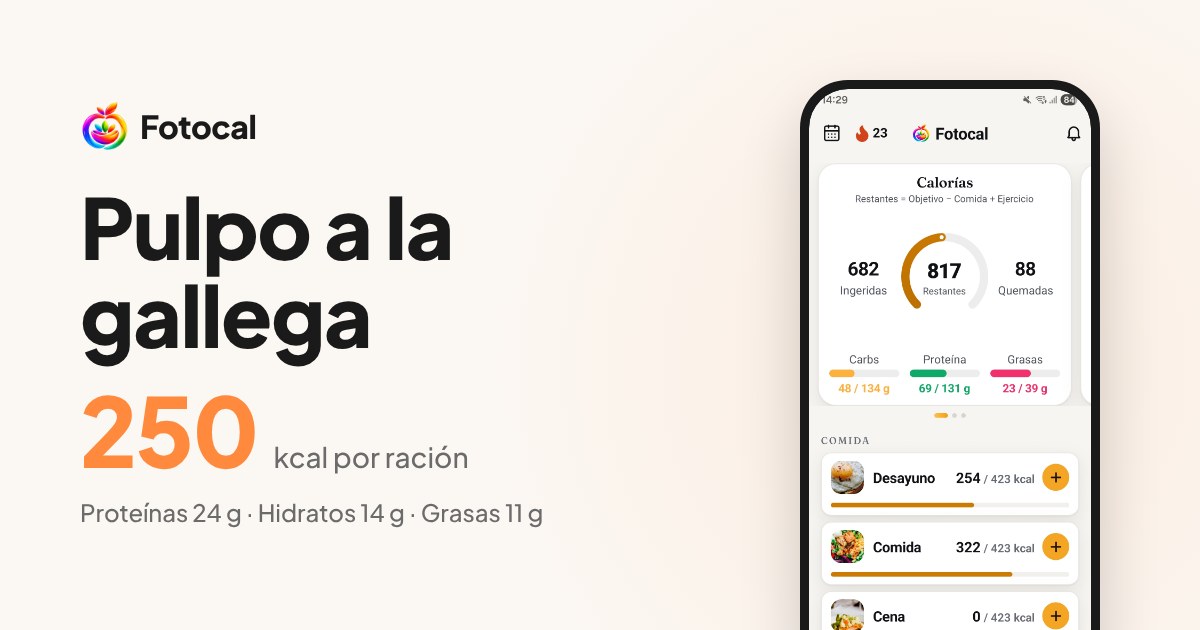 Fotocal
Pulpo a la
gallega
250 kcal por ración
Proteínas 24 g · Hidratos 14 g · Grasas 11 g
14:29
84
23
Fotocal
Calorías
Restantes = Objetivo − Comida + Ejercicio
682
Ingeridas
817
Restantes
88
Quemadas
Carbs Proteína Grasas
48 / 134 g 69 / 131 g 23 / 39 g
COMIDA
Desayuno 254 / 423 kcal +
Comida 322 / 423 kcal +
Cena 0 / 423 kcal +